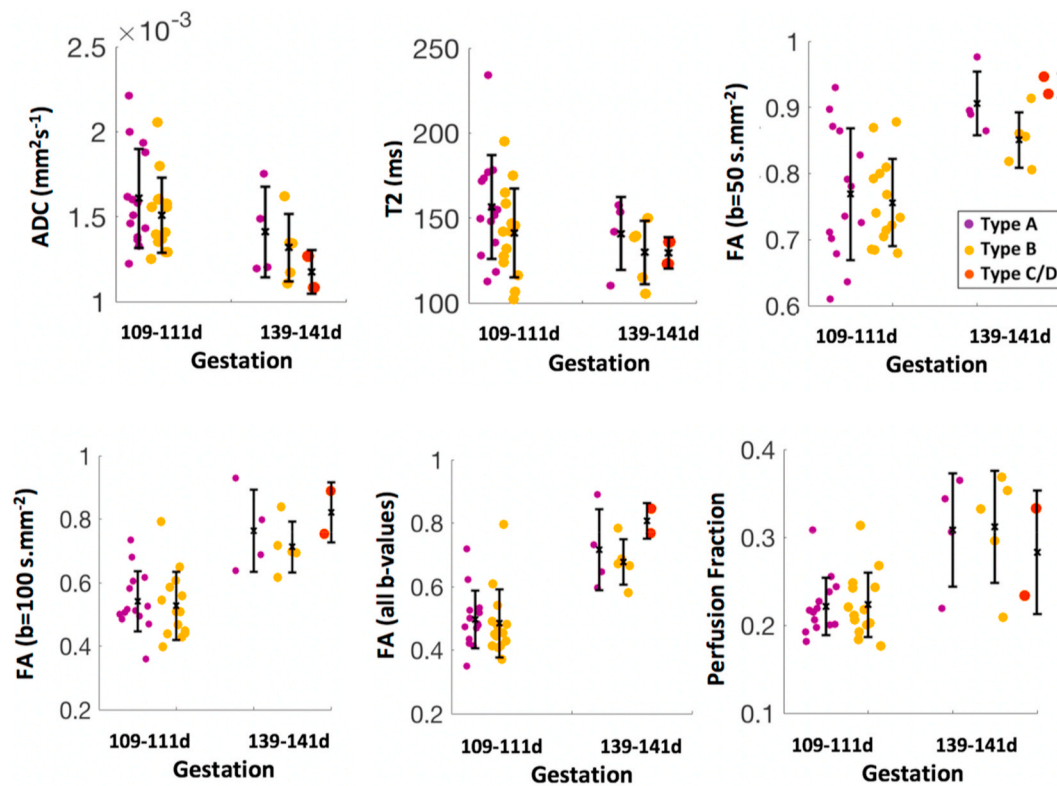 ×10⁻³
2.5
2
1.5
1
ADC (mm²s⁻¹)
109-111d 139-141d
Gestation
250
200
150
100
T2 (ms)
109-111d 139-141d
Gestation
1
0.9
0.8
0.7
0.6
FA (b=50 s.mm⁻²)
Type A
Type B
Type C/D
109-111d 139-141d
Gestation
1
0.8
0.6
0.4
0.2
FA (b=100 s.mm⁻²)
109-111d 139-141d
Gestation
1
0.8
0.6
0.4
0.2
FA (all b-values)
109-111d 139-141d
Gestation
0.4
0.3
0.2
0.1
Perfusion Fraction
109-111d 139-141d
Gestation